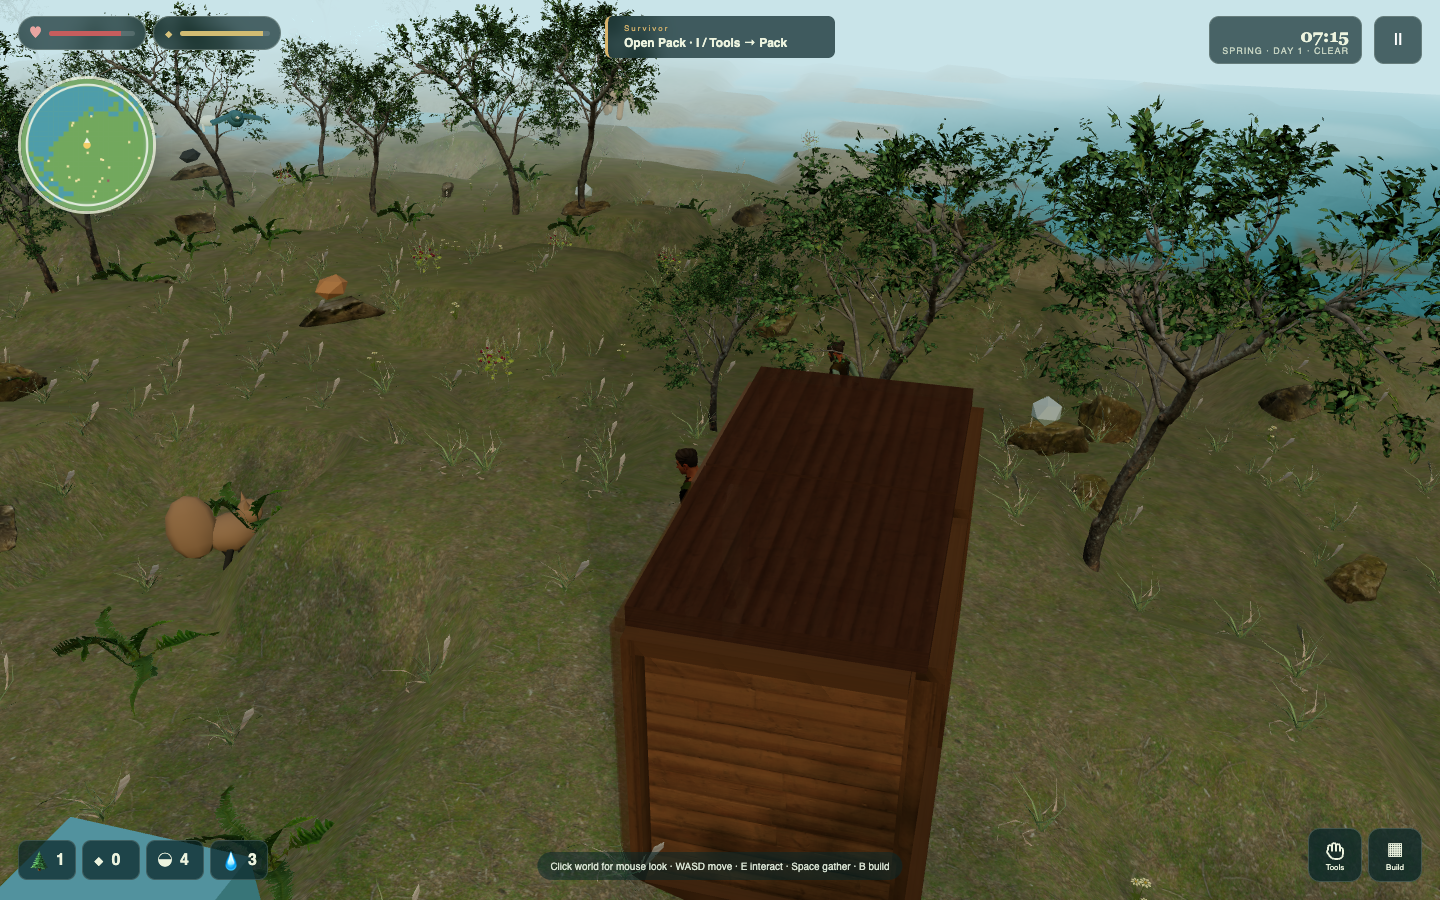 Survivor
Open Pack · I / Tools → Pack
07:15
SPRING · DAY 1 · CLEAR
1
0
4
3
Click world for mouse look · WASD move · E interact · Space gather · B build
Tools
Build